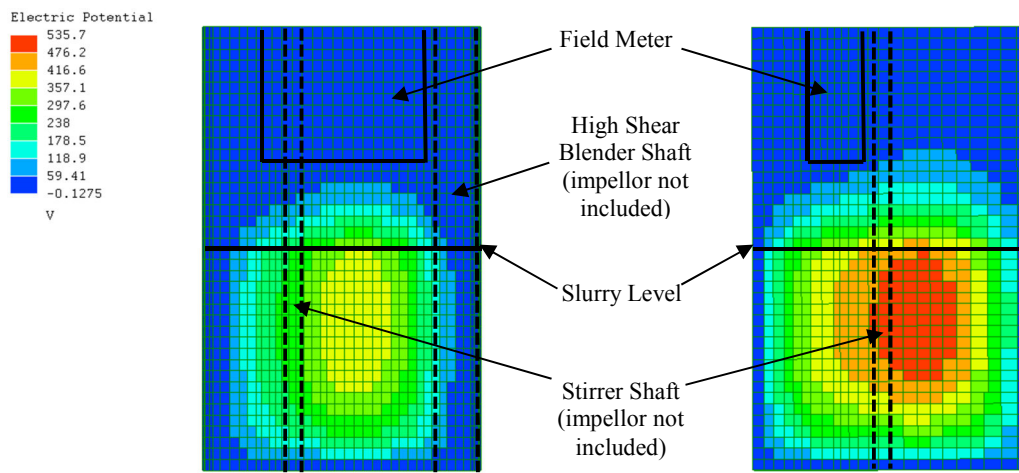 Electric Potential
535.7
476.2
416.6
357.1
297.6
238
178.5
118.9
59.41
-0.1275
V
Field Meter
High Shear
Blender Shaft
(impellor not
included)
Slurry Level
Stirrer Shaft
(impellor not
included)